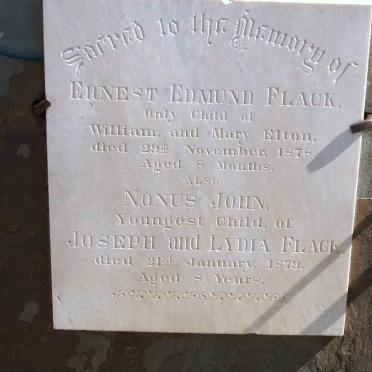 Sacred to the Memory of
ERNEST EDMUND FLACK,
Only Child of
William, and Mary Elton,
died 29th November, 1878,
Aged 8 Months.
ALSO
NONUS JOHN,
Youngest Child, of
JOSEPH and LYDIA FLACK,
died 21st January, 1879,
Aged 8 Years.